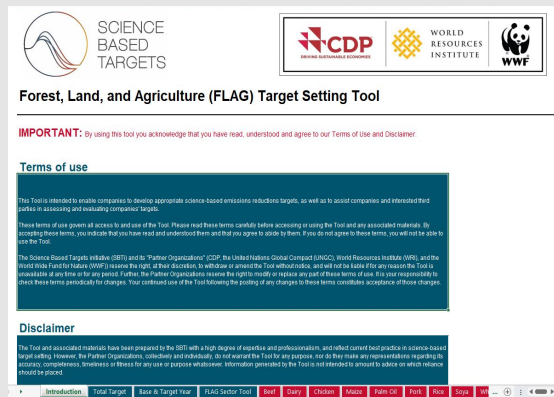 SCIENCE
BASED
TARGETS
CDP
DRIVING SUSTAINABLE ECONOMIES
WORLD
RESOURCES
INSTITUTE
WWF
Forest, Land, and Agriculture (FLAG) Target Setting Tool
IMPORTANT: By using this tool you acknowledge that you have read, understood and agree to our Terms of Use and Disclaimer.
Terms of use
This Tool is intended to enable companies to develop appropriate science-based emissions reductions targets, as well as to assist companies and interested third
parties in assessing and evaluating companies' targets.
These terms of use govern all access to and use of the Tool. Please read these terms carefully before accessing or using the Tool and any associated materials. By
accepting these terms, you indicate that you have read and understood them and that you agree to abide by them. If you do not agree to these terms, you will not be able to
use the Tool.
The Science Based Targets initiative (SBTi) and its "Partner Organizations" (CDP, the United Nations Global Compact (UNGC), World Resources Institute (WRI), and the
World Wide Fund for Nature (WWF)) reserve the right, at their discretion, to withdraw or amend the Tool without notice, and will not be liable if for any reason the Tool is
unavailable at any time or for any period. Further, the Partner Organizations reserve the right to modify or replace any part of these terms of use. It is your responsibility to
check these terms periodically for changes. Your continued use of the Tool following the posting of any changes to these terms constitutes acceptance of those changes.
Disclaimer
The Tool and associated materials have been prepared by the SBTi with a high degree of expertise and professionalism, and reflect current best practice in science-based
target setting. However, the Partner Organizations, collectively and individually, do not warrant the Tool for any purpose, nor do they make any representations regarding its
accuracy, completeness, timeliness or fitness for any use or purpose whatsoever. Information generated by the Tool is not intended to amount to advice on which reliance
should be placed.
Introduction Total Target Base & Target Year FLAG Sector Tool Beef Dairy Chicken Maize Palm Oil Pork Rice Soya Wh ...